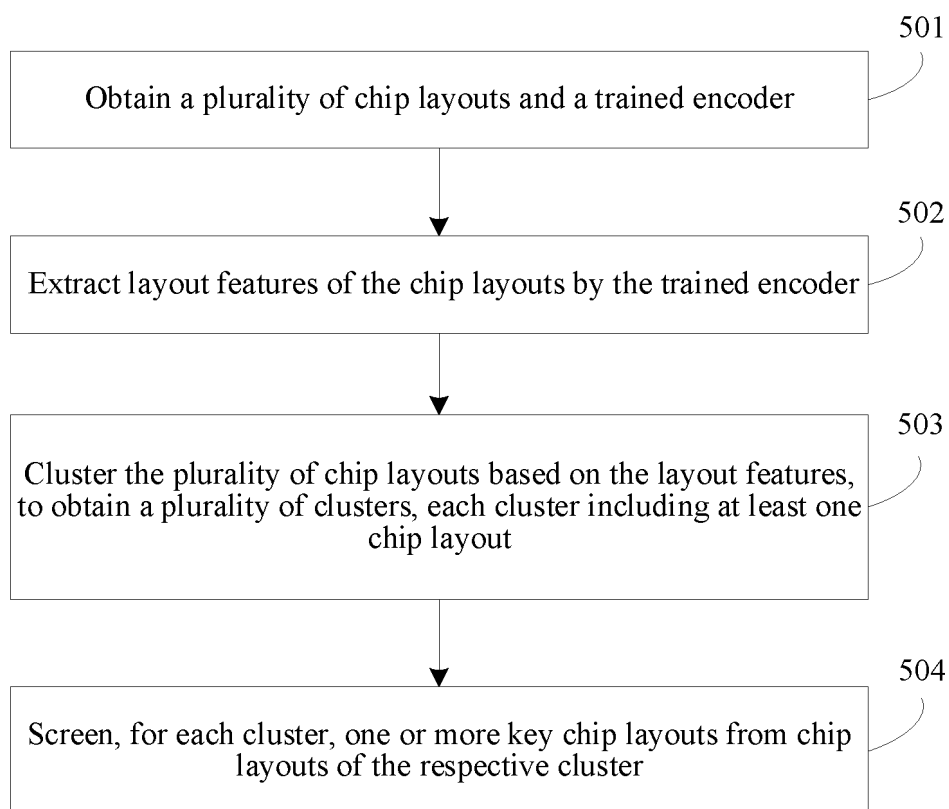 501
Obtain a plurality of chip layouts and a trained encoder
502
Extract layout features of the chip layouts by the trained encoder
503
Cluster the plurality of chip layouts based on the layout features,
to obtain a plurality of clusters, each cluster including at least one
chip layout
504
Screen, for each cluster, one or more key chip layouts from chip
layouts of the respective cluster